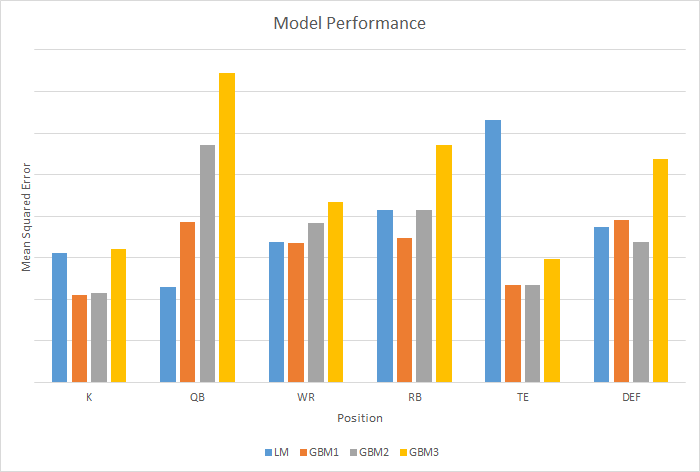 Model Performance
Mean Squared Error
K QB WR RB TE DEF
Position
LM GBM1 GBM2 GBM3